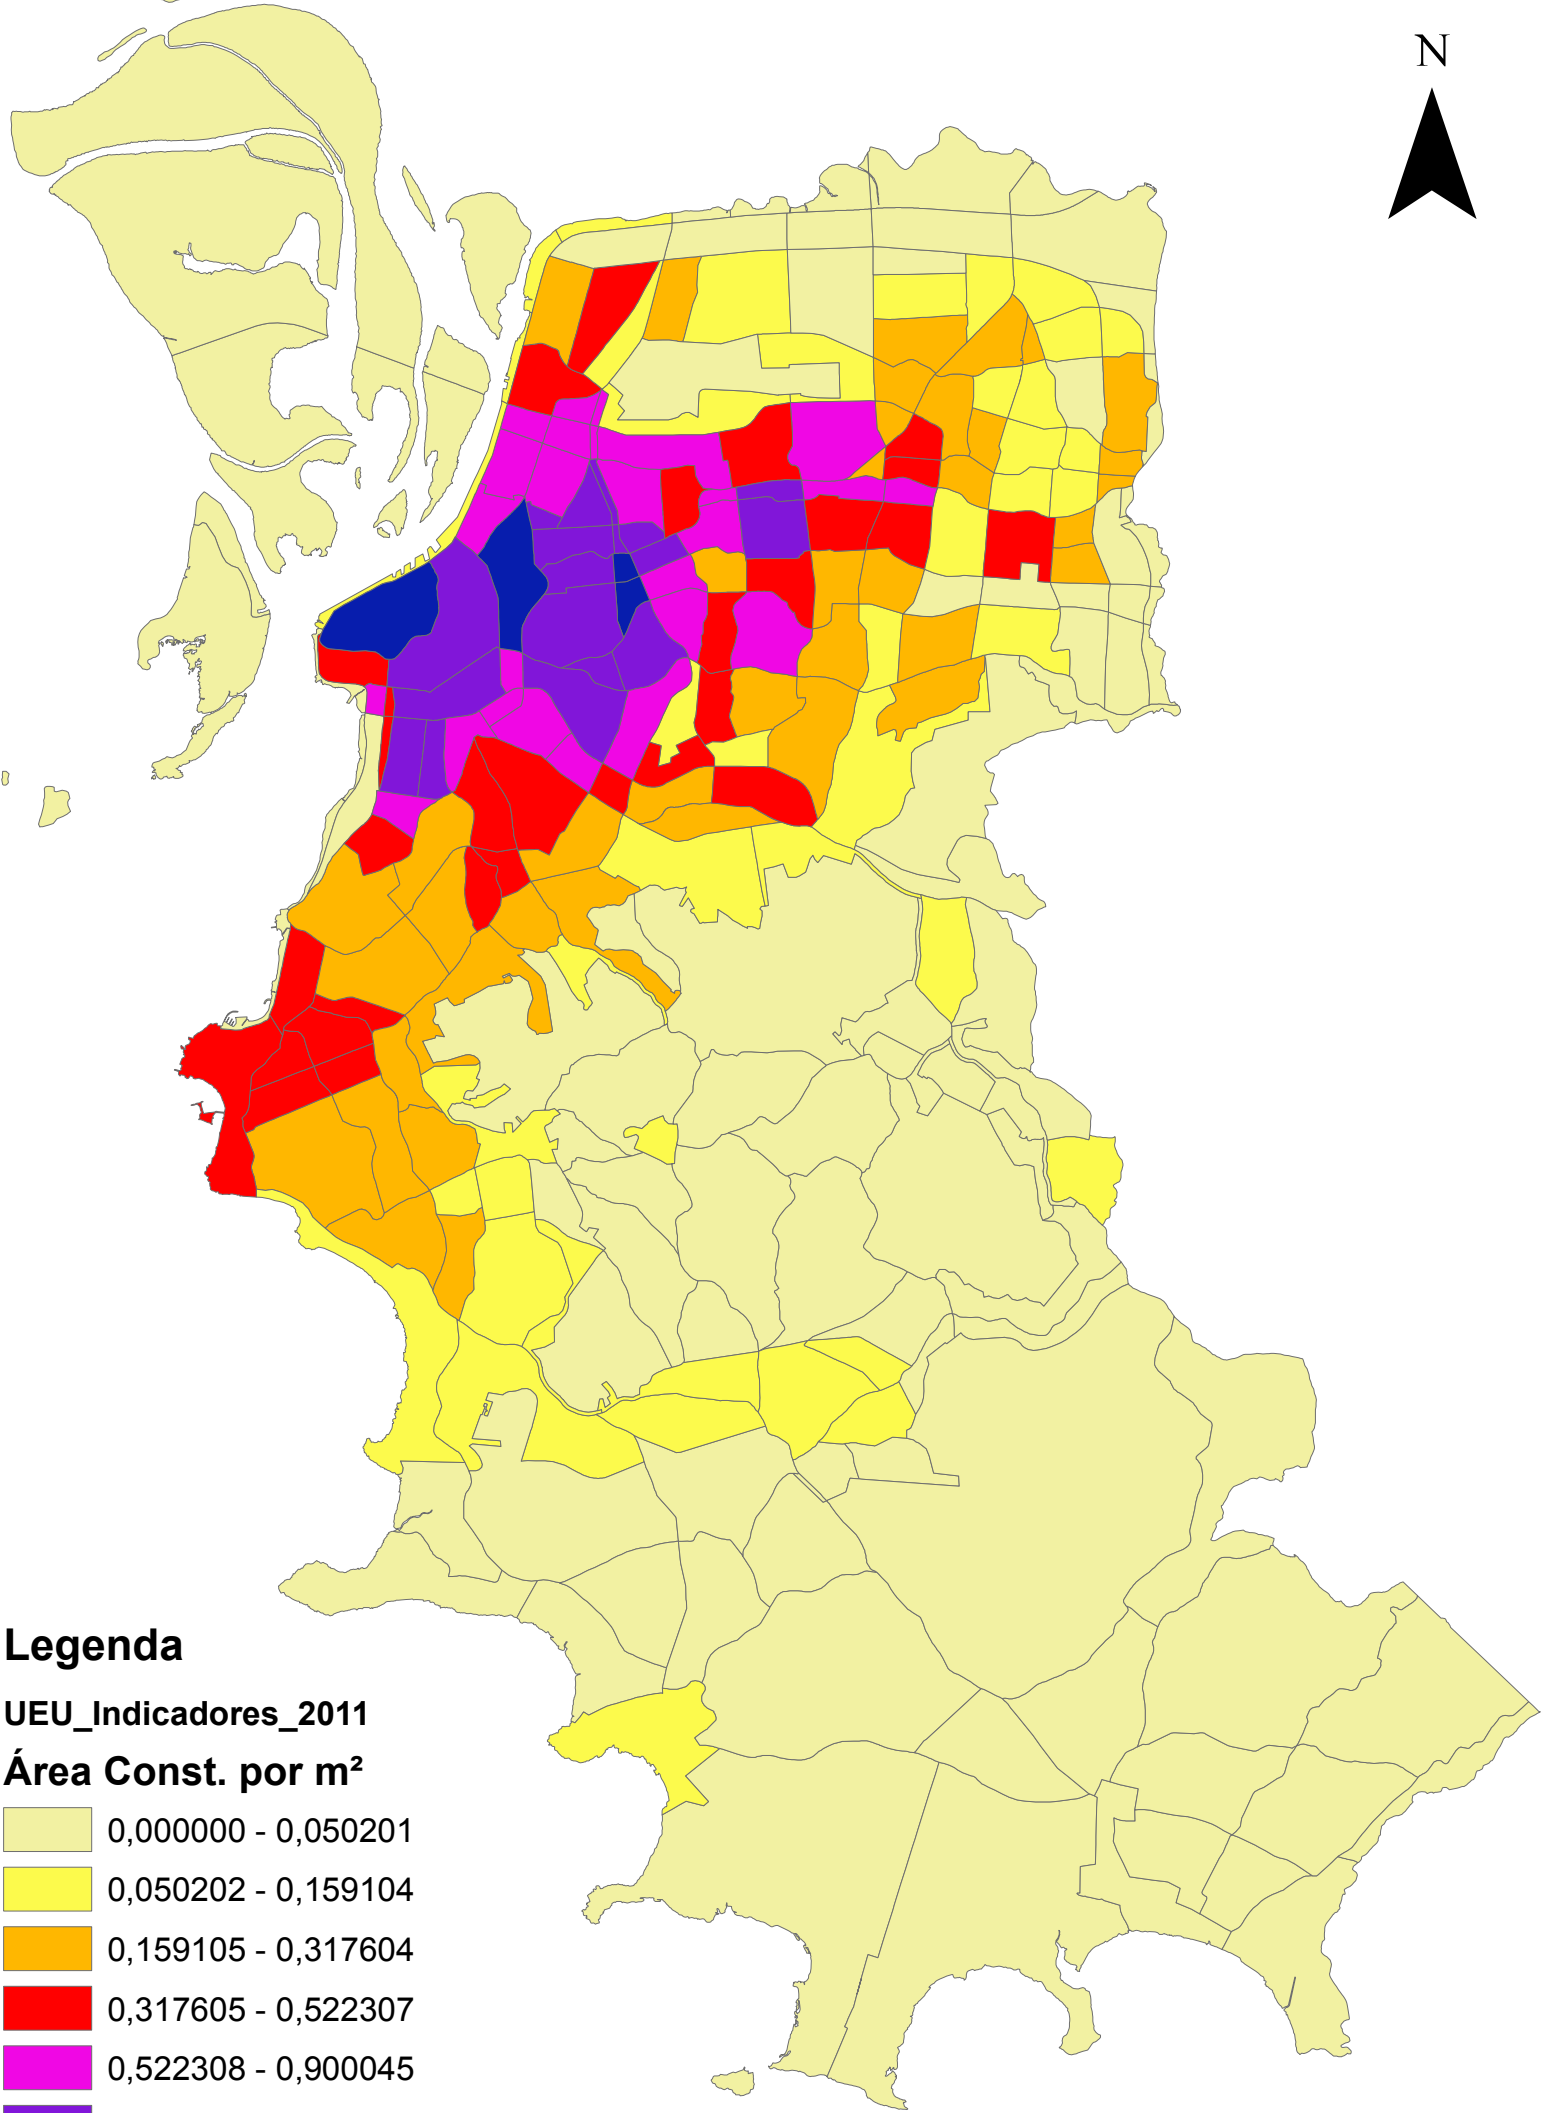 N
Legenda
UEU_Indicadores_2011
Área Const. por m²
0,000000 - 0,050201
0,050202 - 0,159104
0,159105 - 0,317604
0,317605 - 0,522307
0,522308 - 0,900045